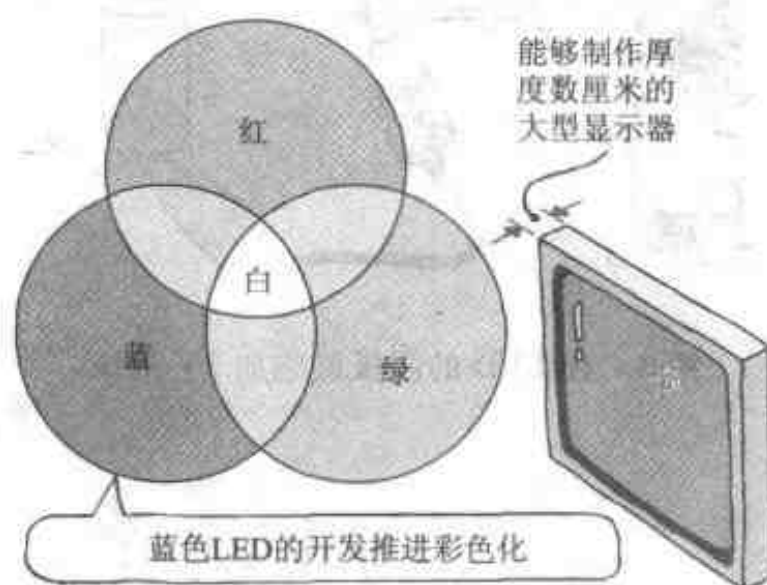 能够制作厚
度数厘米的
大型显示器
红
白
蓝
绿
蓝色LED的开发推进彩色化